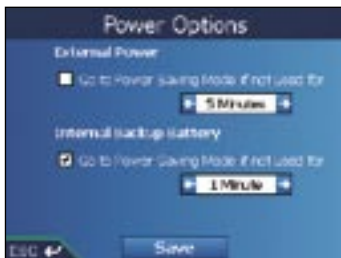 Power Options
External Power
Go to Power Saving Mode if not used for
5 Minutes
Internal Backup Battery
Go to Power Saving Mode if not used for
1 Minute
ESC
Save